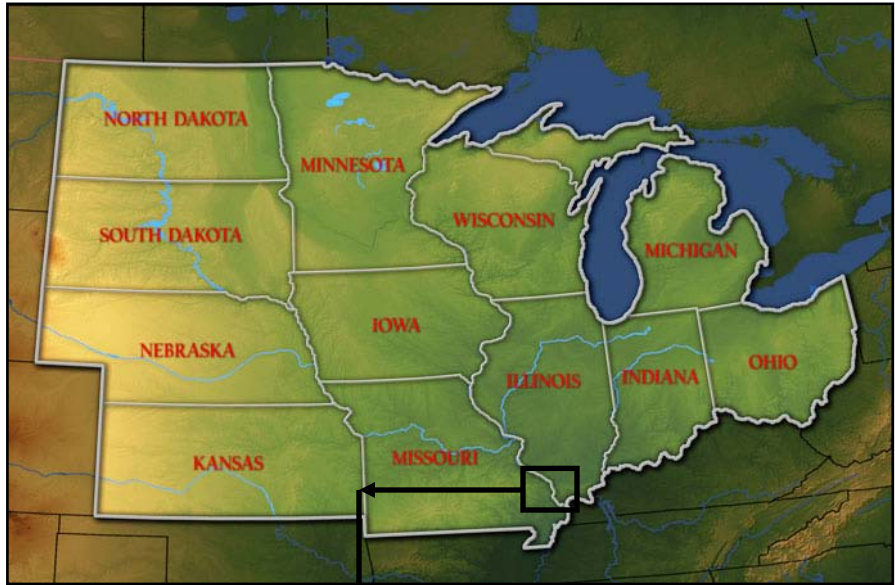 NORTH DAKOTA
MINNESOTA
WISCONSIN
SOUTH DAKOTA
MICHIGAN
IOWA
NEBRASKA
ILLINOIS
INDIANA
OHIO
KANSAS
MISSOURI